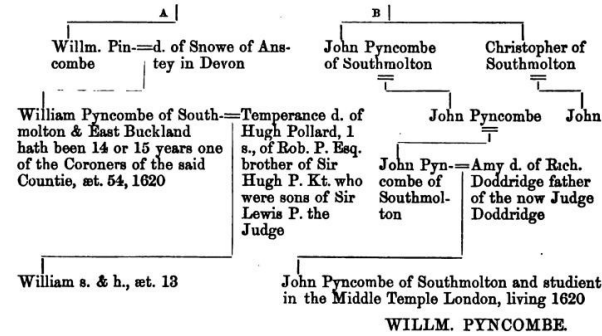 A
B
Willm. Pin-=d. of Snowe of Ans-
combe tey in Devon
John Pyncombe
of Southmolton
Christopher of
Southmolton
William Pyncombe of South-=Temperance d. of
molton & East Buckland Hugh Pollard, 1
hath been 14 or 15 years one s., of Rob. P. Esq.
of the Coroners of the said brother of Sir
Countie, æt. 54, 1620 Hugh P. Kt. who
were sons of Sir
Lewis P. the
Judge
John Pyncombe
John
John Pyn-=Amy d. of Rich.
combe of Doddridge father
Southmol- of the now Judge
ton Doddridge
William s. & h., æt. 13
John Pyncombe of Southmolton and studient
in the Middle Temple London, living 1620
WILLM. PYNCOMBE.